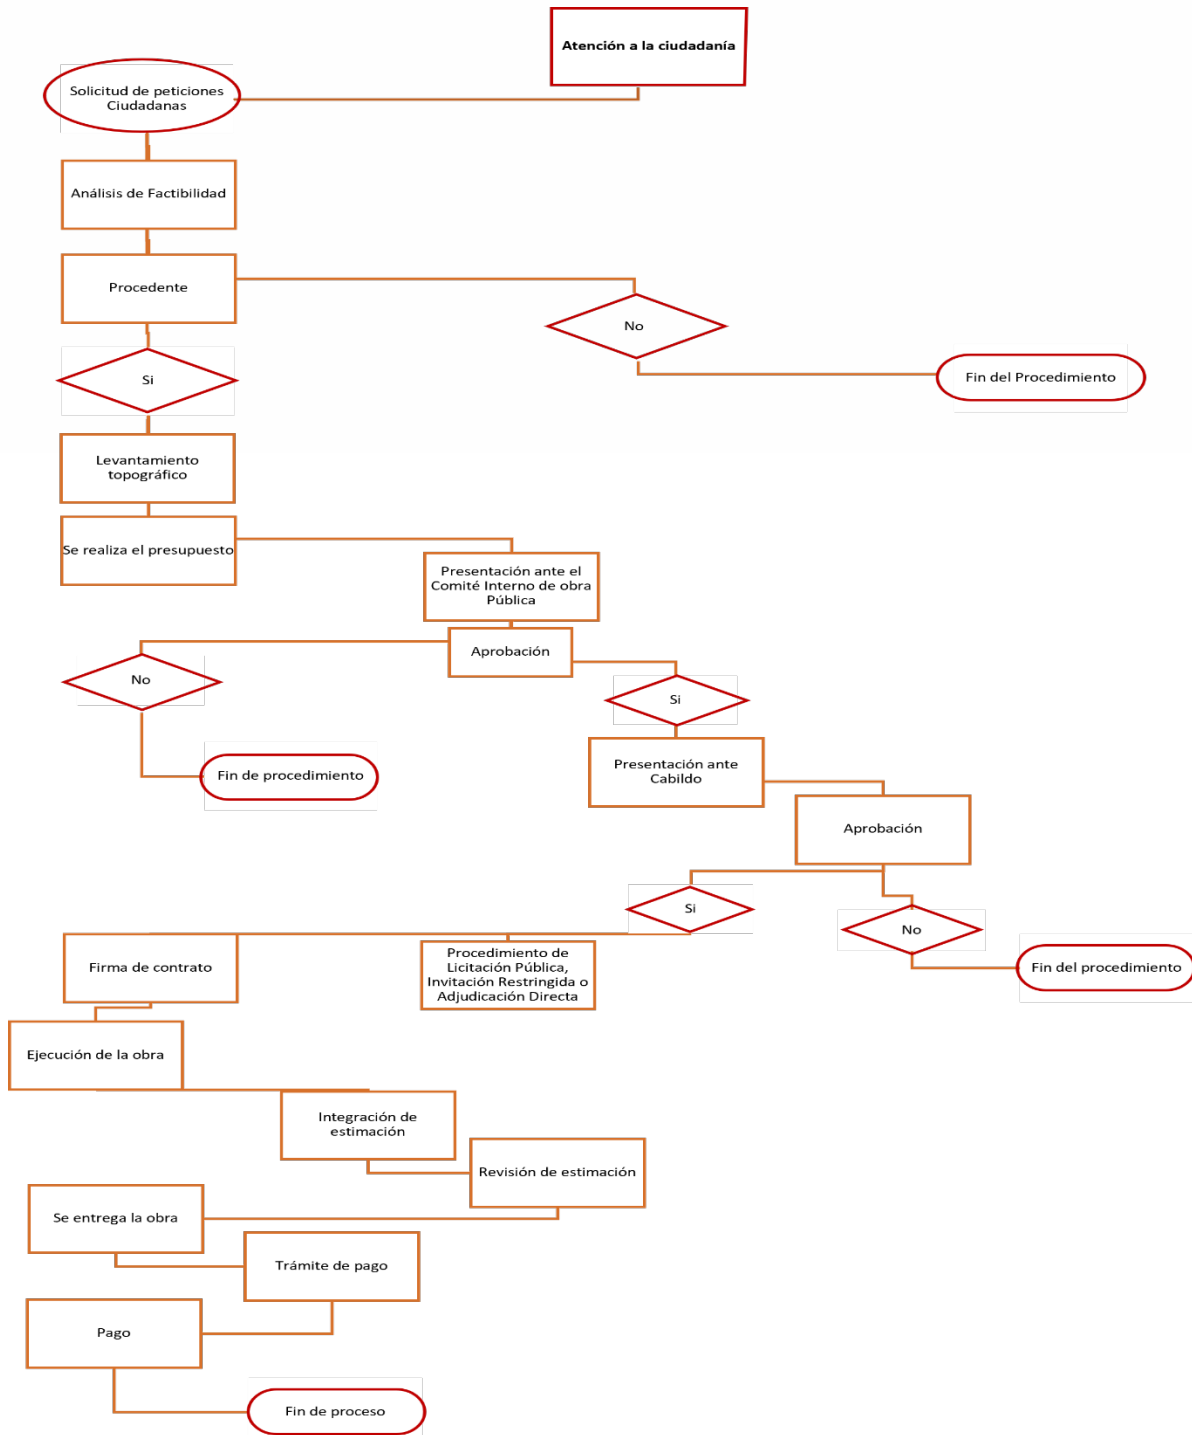 Atención a la ciudadanía
Solicitud de peticiones
Ciudadanas
Análisis de Factibilidad
Procedente
No
Si
Fin del Procedimiento
Levantamiento
topográfico
Se realiza el presupuesto
Presentación ante el
Comité Interno de obra
Pública
Aprobación
No
Si
Fin de procedimiento
Presentación ante
Cabildo
Aprobación
Si
No
Firma de contrato
Procedimiento de
Licitación Pública,
Invitación Restringida o
Adjudicación Directa
Fin del procedimiento
Ejecución de la obra
Integración de
estimación
Revisión de estimación
Se entrega la obra
Trámite de pago
Pago
Fin de proceso